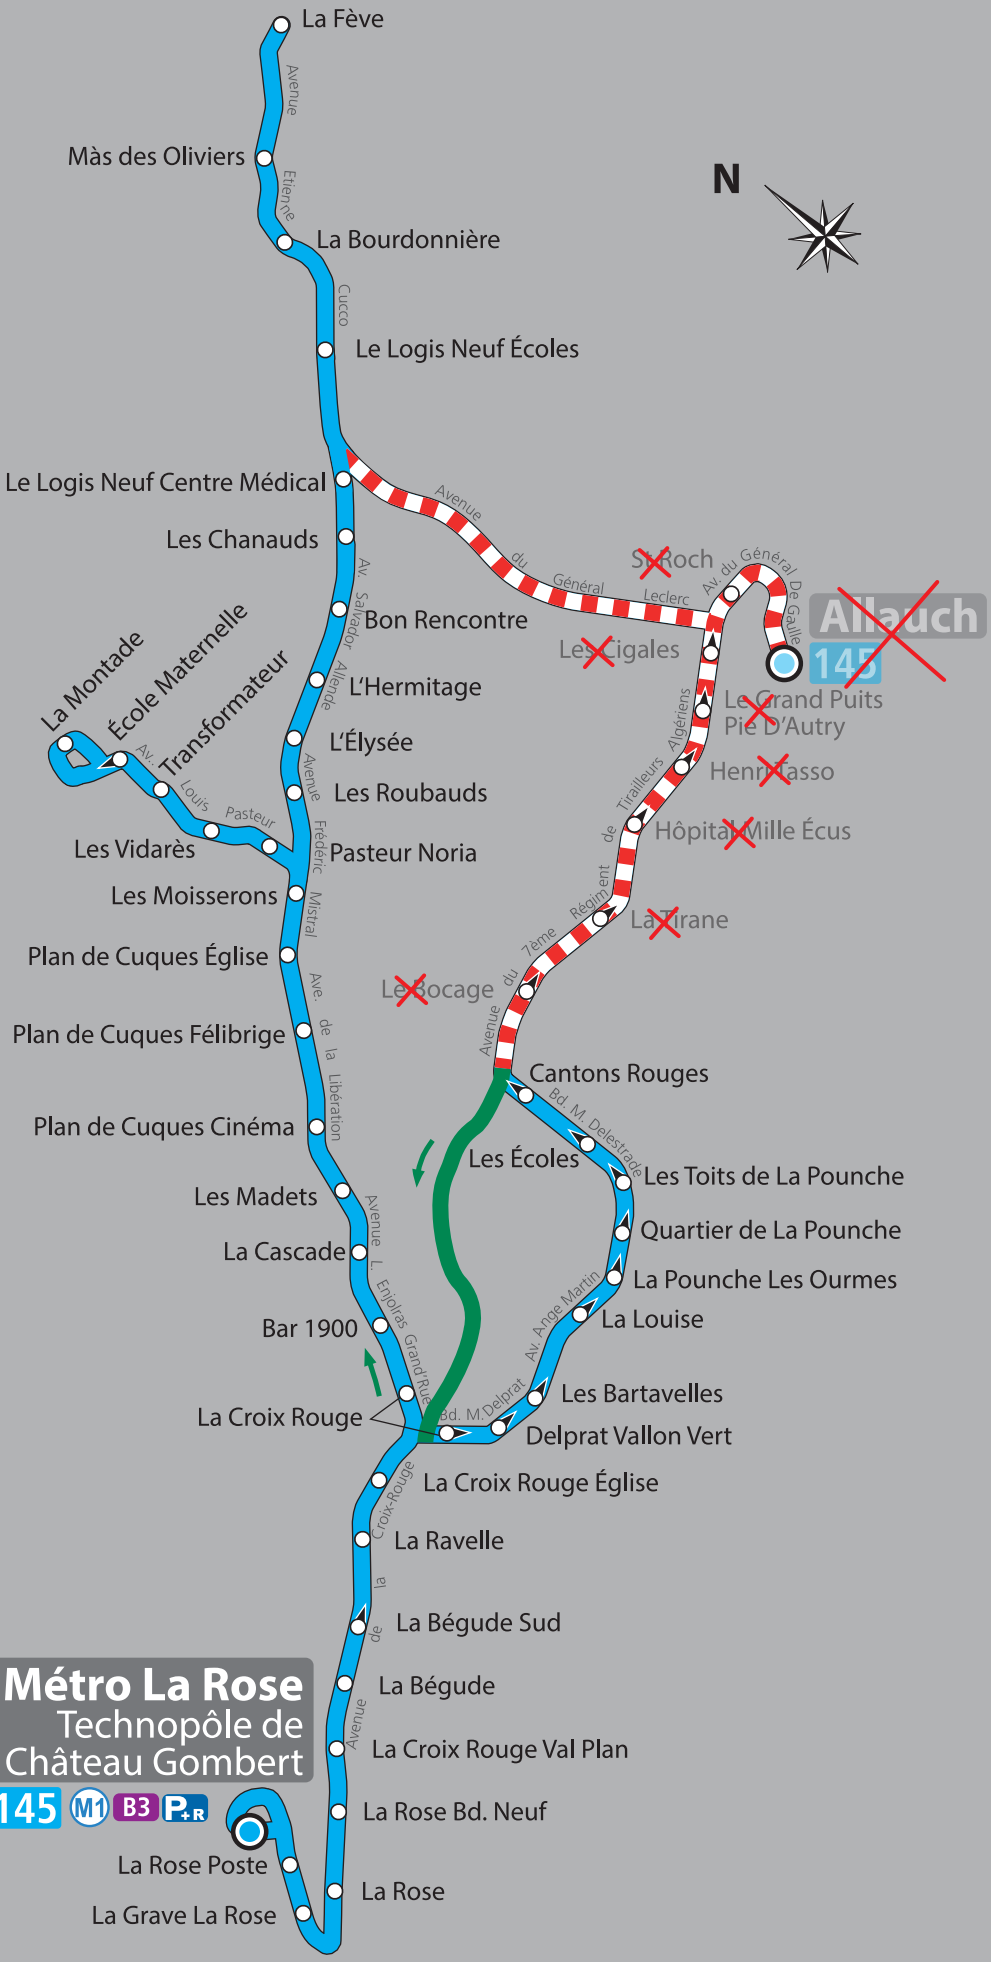 La Fève
Avenue
Màs des Oliviers
Etienne
N
La Bourdonnière
Cucco
Le Logis Neuf Écoles
Le Logis Neuf Centre Médical
Avenue
du
Général
Leclerc
Les Chanauds
St Roch
Av. du Général De Gaulle
Av. Salvador Allende
Allauch
145
Bon Rencontre
Les Cigales
L'Hermitage
Le Grand Puits
Pie D'Autry
La Montade
École Maternelle
Transformateur
L'Élysée
Henri Tasso
Av. Louis Pasteur
Avenue Frédéric Mistral
Les Roubauds
Hôpital Mille Écus
Les Vidarès
Pasteur Noria
Les Moisserons
La Tirane
Avenue du 7ème Régiment de Tirailleurs Algériens
Plan de Cuques Église
Le Bocage
Plan de Cuques Félibrige
Ave. de la Libération
Cantons Rouges
Bd. M. Delestrade
Plan de Cuques Cinéma
Les Écoles
Les Toits de La Pounche
Les Madets
Quartier de La Pounche
La Cascade
Avenue L. Enjolras Grand'Rue
La Pounche Les Ourmes
Bar 1900
La Louise
Av. Ange Martin
Les Bartavelles
La Croix Rouge
Bd. M. Delprat
Delprat Vallon Vert
La Croix Rouge Église
La Ravelle
La Bégude Sud
Avenue de la Croix-Rouge
Métro La Rose
Technopôle de
Château Gombert
145 M1 B3 P+R
La Bégude
La Croix Rouge Val Plan
La Rose Bd. Neuf
La Rose Poste
La Rose
La Grave La Rose